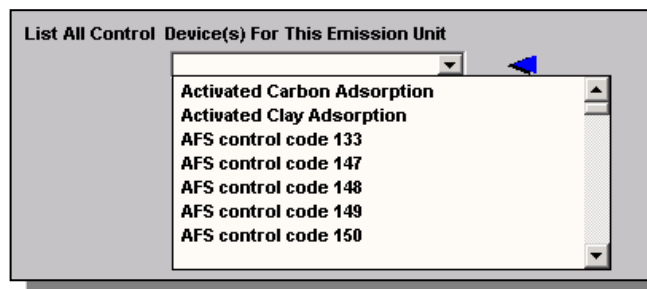 List All Control Device(s) For This Emission Unit
Activated Carbon Adsorption
Activated Clay Adsorption
AFS control code 133
AFS control code 147
AFS control code 148
AFS control code 149
AFS control code 150